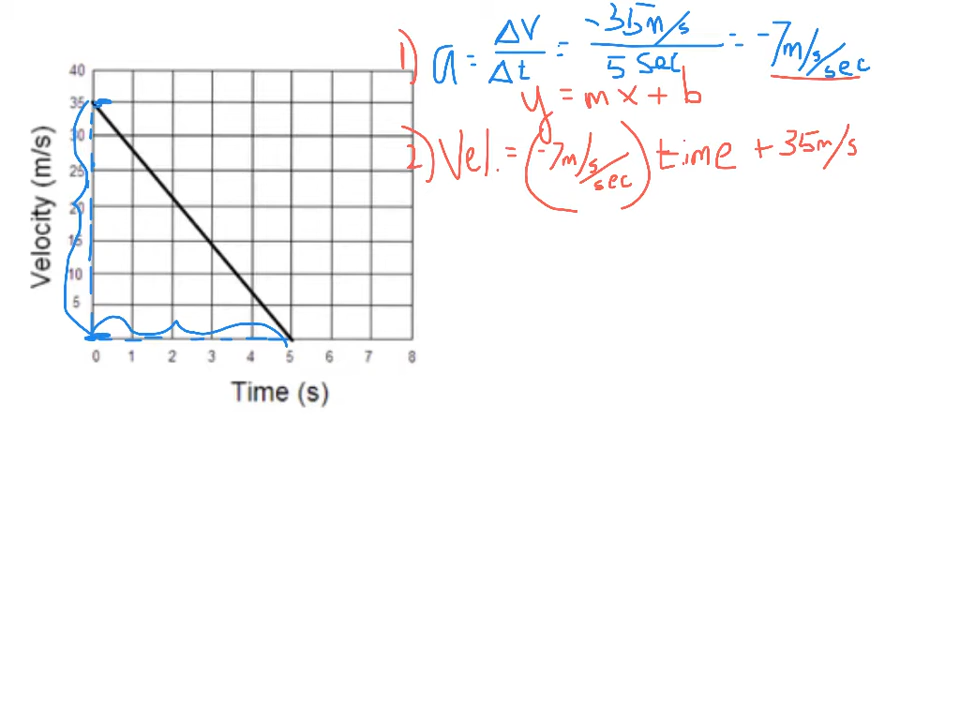 1) a = ΔV/Δt = -35m/s / 5 sec = -7m/s/sec
y = mx + b
2) Vel. = (-7m/s/sec) time + 35m/s
Velocity (m/s)
40
35
30
25
20
15
10
5
0 1 2 3 4 5 6 7 8
Time (s)